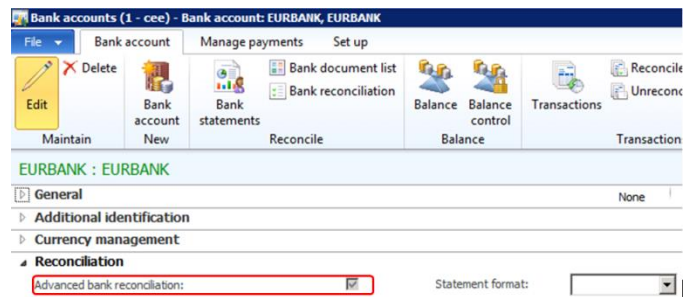 Bank accounts (1 - cee) - Bank account: EURBANK, EURBANK
File Bank account Manage payments Set up
Edit Delete Bank account Bank statements Bank document list Bank reconciliation Balance Balance control Transactions Reconcile Unreconc
Maintain New Reconcile Balance Transaction
EURBANK : EURBANK
General None
Additional identification
Currency management
Reconciliation
Advanced bank reconciliation: Statement format: